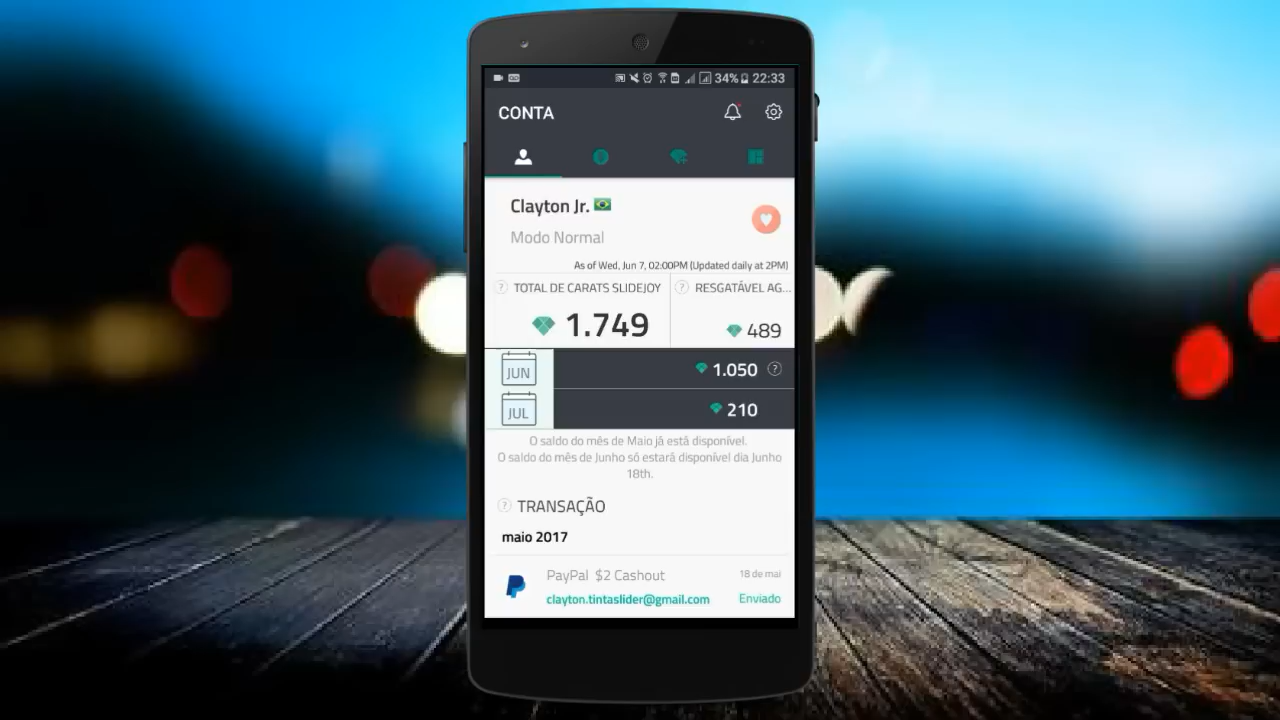 34% 22:33
CONTA
Clayton Jr.
Modo Normal
As of Wed, Jun 7, 02:00PM (Updated daily at 2PM)
? TOTAL DE CARATS SLIDEJOY ? RESGATÁVEL AG...
1.749 489
JUN 1.050 ?
JUL 210
O saldo do mês de Maio já está disponível.
O saldo do mês de Junho só estará disponível dia Junho
18th.
? TRANSAÇÃO
maio 2017
PayPal $2 Cashout 18 de mai
clayton.tintaslider@gmail.com Enviado